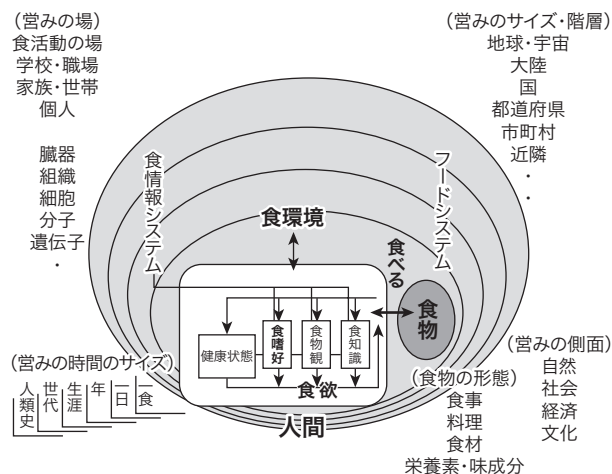 (営みの場)
食活動の場
学校・職場
家族・世帯
個人
臓器
組織
細胞
分子
遺伝子
・
(営みのサイズ・階層)
地球・宇宙
大陸
国
都道府県
市町村
近隣
・
・
食情報システム
フードシステム
食環境
食べる
食物
健康状態
食嗜好
食物観
食知識
食欲
人間
(営みの時間のサイズ)
人類史
世代
生涯
年
一日
一食
(食物の形態)
食事
料理
食材
栄養素・味成分
(営みの側面)
自然
社会
経済
文化